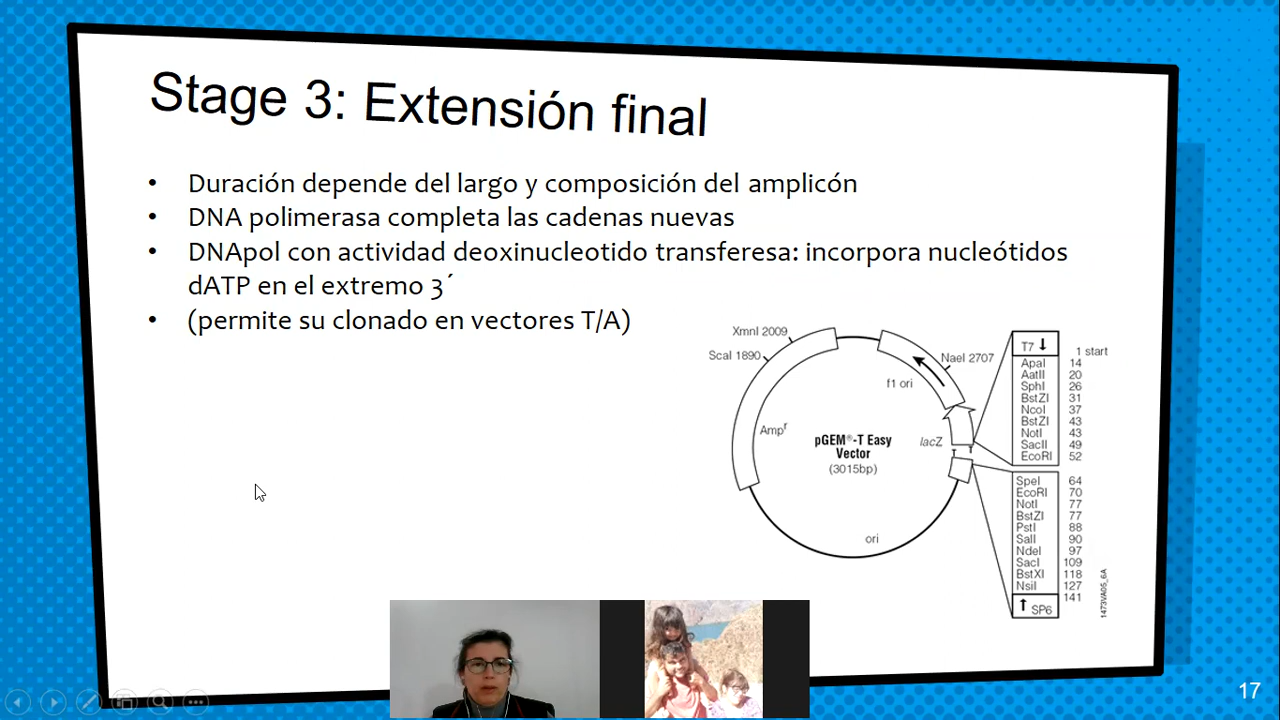 Stage 3: Extensión final
• Duración depende del largo y composición del amplicón
• DNA polimerasa completa las cadenas nuevas
• DNApol con actividad deoxinucleotido transferesa: incorpora nucleótidos
dATP en el extremo 3´
• (permite su clonado en vectores T/A)
XmnI 2009
ScaI 1890
NaeI 2707
f1 ori
Ampr
pGEM®-T Easy
Vector
(3015bp)
lacZ
T
T
ori
T7 ↓
1 start
ApaI 14
AatII 20
SphI 26
BstZI 31
NcoI 37
BstZI 43
NotI 43
SacII 49
EcoRI 52
SpeI 64
EcoRI 70
NotI 77
BstZI 77
PstI 88
SalI 90
NdeI 97
SacI 109
BstXI 118
NsiI 127
141
↑ SP6
1473VA05_6A
17